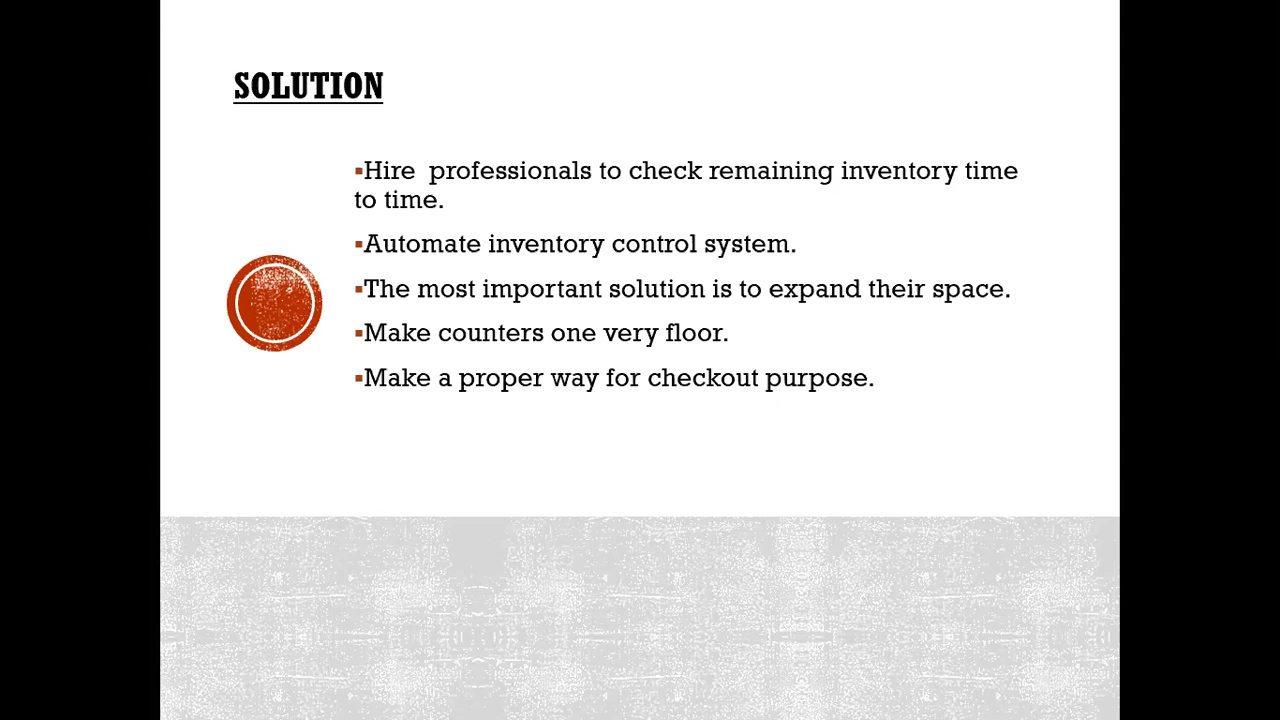 SOLUTION
▪Hire  professionals to check remaining inventory time
to time.
▪Automate inventory control system.
▪The most important solution is to expand their space.
▪Make counters one very floor.
▪Make a proper way for checkout purpose.